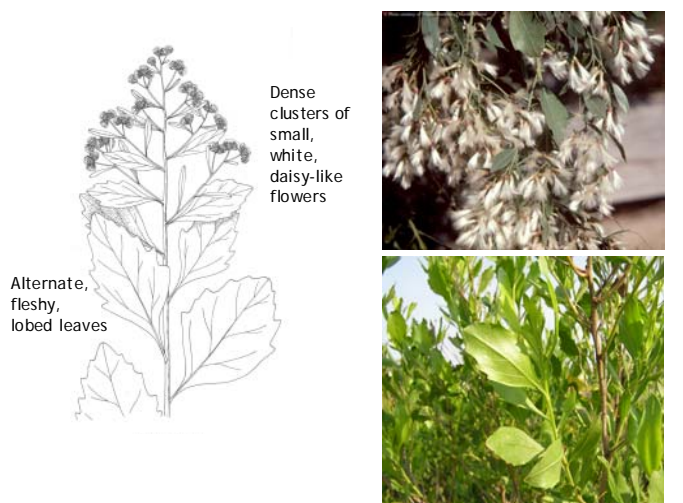 Dense
clusters of
small,
white,
daisy-like
flowers
Alternate,
fleshy,
lobed leaves